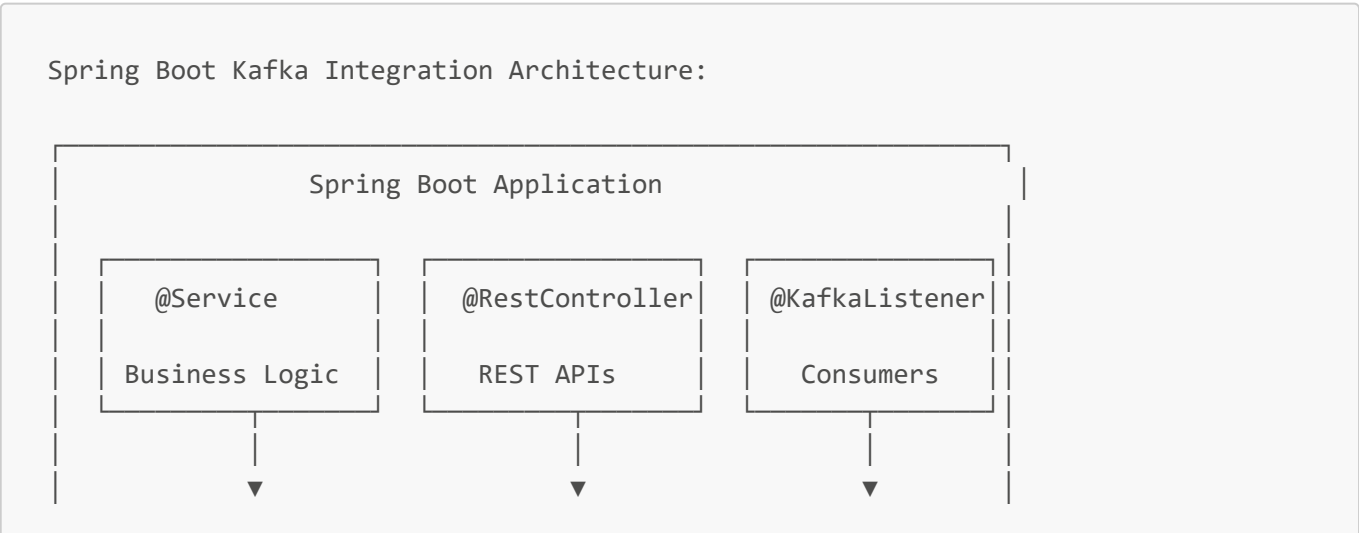 Spring Boot Kafka Integration Architecture:
Spring Boot Application
@Service @RestController @KafkaListener
Business Logic REST APIs Consumers